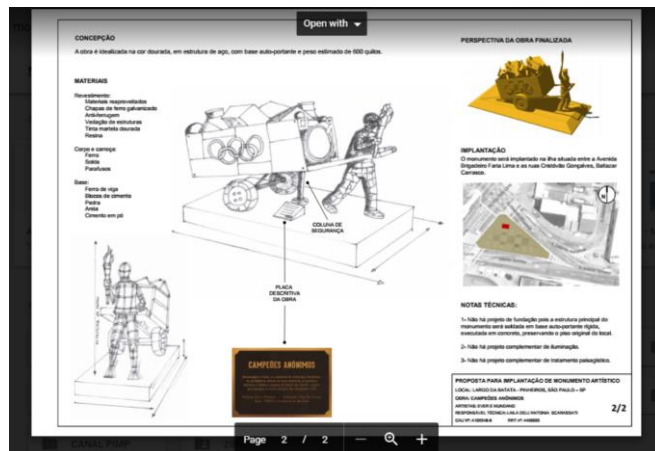 Open with
CONCEPÇÃO
A obra é idealizada na cor dourada, em estrutura de aço, com base auto-portante e peso estimado de 600 quilos.
MATERIAIS
Revestimento:
Materiais reaproveitados
Chapas de ferro galvanizado
Anti-ferrugem
Vedação de estruturas
Tinta martela dourada
Resina
Corpo e carroça:
Ferro
Solda
Parafusos
Base:
Ferro de viga
Blocos de cimento
Pedra
Areia
Cimento em pó
COLUNA DE
SEGURANÇA
PLACA
DESCRITIVA
DA OBRA
CAMPEÕES ANÔNIMOS
PERSPECTIVA DA OBRA FINALIZADA
IMPLANTAÇÃO
O monumento será implantado na ilha situada entre a Avenida
Brigadeiro Faria Lima e as ruas Cristóvão Gonçalves, Baltazar
Carrasco.
NOTAS TÉCNICAS:
1- Não há projeto de fundação pois a estrutura principal do
monumento será soldada em base auto-portante rígida,
executada em concreto, preservando o piso original do local.
2- Não há projeto complementar de iluminação.
3- Não há projeto complementar de tratamento paisagístico.
PROPOSTA PARA IMPLANTAÇÃO DE MONUMENTO ARTÍSTICO
LOCAL: LARGO DA BATATA - PINHEIROS, SÃO PAULO - SP
OBRA: CAMPEÕES ANÔNIMOS
2/2
Page 2 / 2
CANAL PIMP